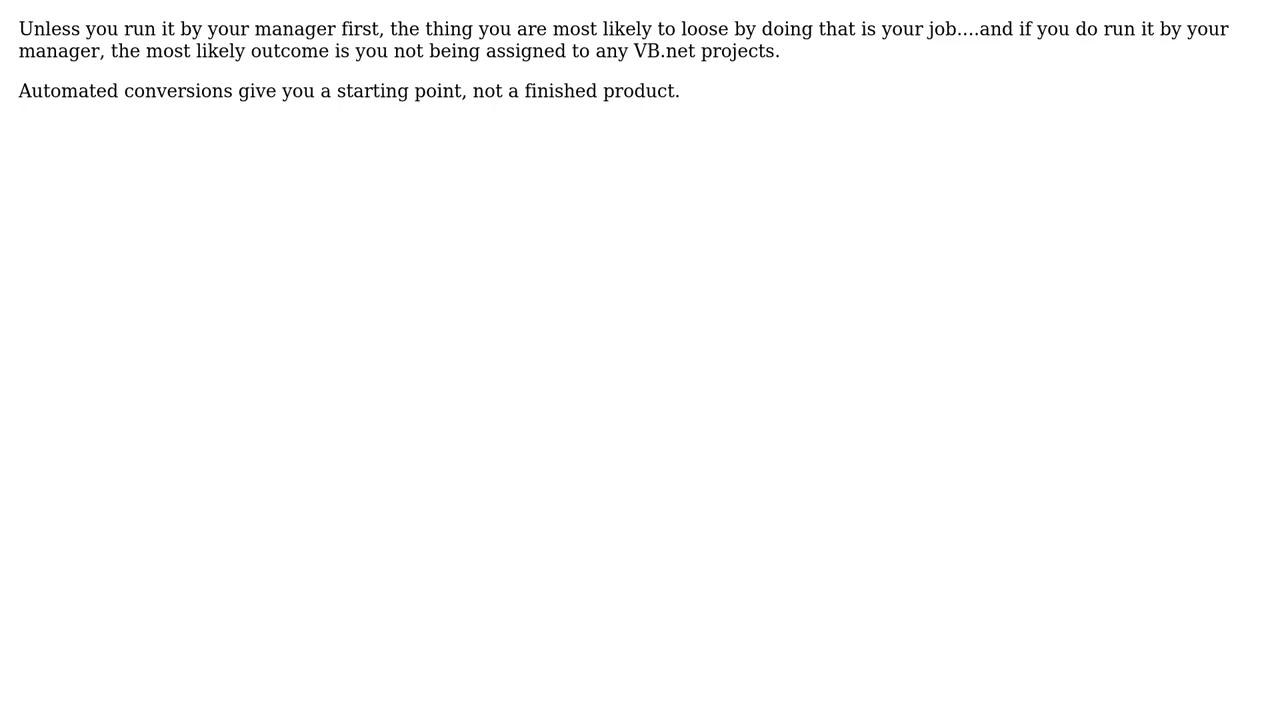 Unless you run it by your manager first, the thing you are most likely to loose by doing that is your job....and if you do run it by your
manager, the most likely outcome is you not being assigned to any VB.net projects.
Automated conversions give you a starting point, not a finished product.